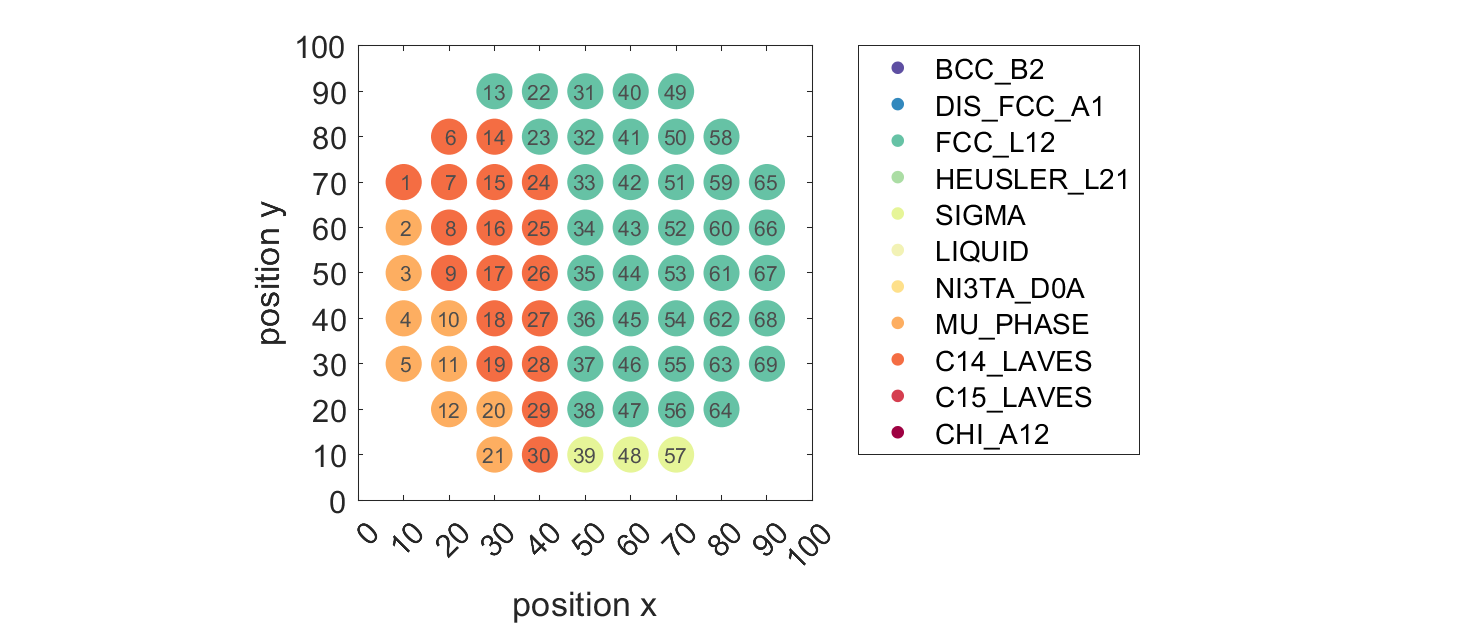 100
90
80
70
60
50
40
30
20
10
0
position y
13 22 31 40 49
6 14 23 32 41 50 58
1 7 15 24 33 42 51 59 65
2 8 16 25 34 43 52 60 66
3 9 17 26 35 44 53 61 67
4 10 18 27 36 45 54 62 68
5 11 19 28 37 46 55 63 69
12 20 29 38 47 56 64
21 30 39 48 57
0 10 20 30 40 50 60 70 80 90 100
position x
BCC_B2
DIS_FCC_A1
FCC_L12
HEUSLER_L21
SIGMA
LIQUID
NI3TA_D0A
MU_PHASE
C14_LAVES
C15_LAVES
CHI_A12